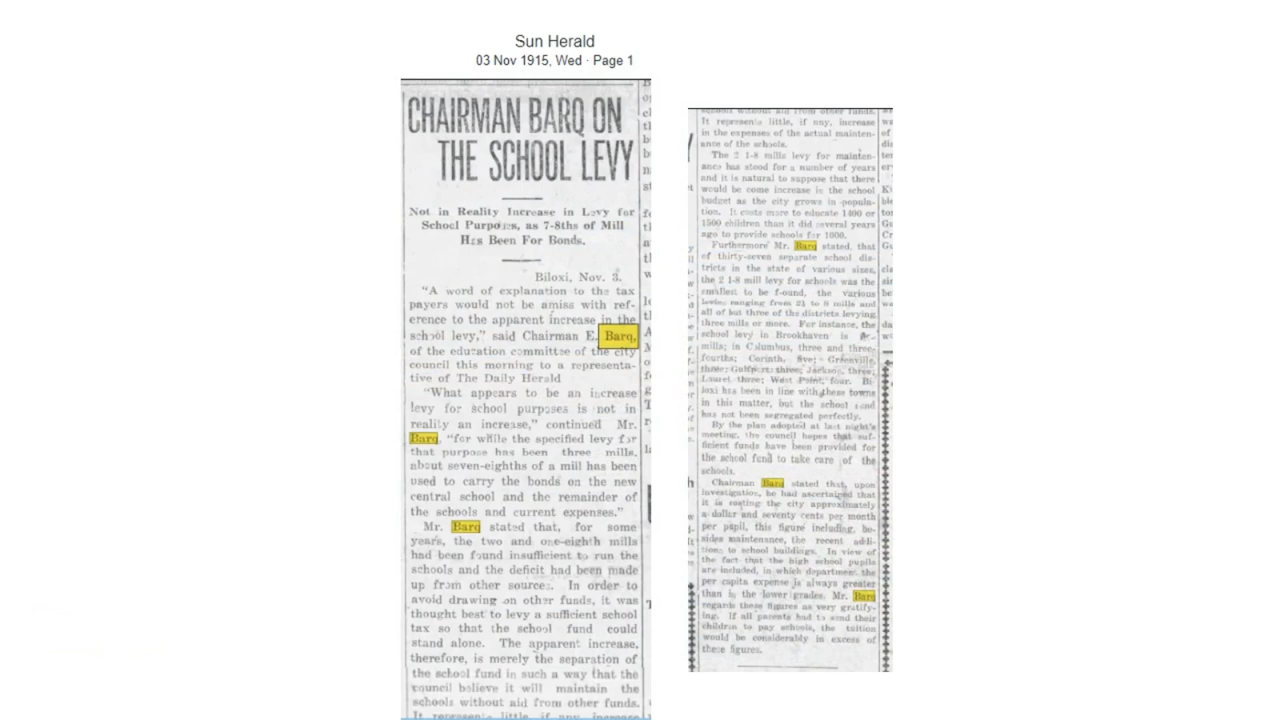 Sun Herald
03 Nov 1915, Wed · Page 1
CHAIRMAN BARQ ON
THE SCHOOL LEVY
Not in Reality Increase in Levy for
School Purposes, as 7-8ths of Mill
Has Been For Bonds.
Biloxi, Nov. 3.
"A word of explanation to the tax
payers would not be amiss with ref-
erence to the apparent increase in the
school levy," said Chairman E. Barq,
of the education committee of the city
council this morning to a representa-
tive of The Daily Herald
"What appears to be an increase
levy for school purposes is not in
reality an increase," continued Mr.
Barq, "for while the specified levy for
that purpose has been three mills,
about seven-eighths of a mill has been
used to carry the bonds on the new
central school and the remainder of
the schools and current expenses."
Mr. Barq stated that, for some
years, the two and one-eighth mills
had been found insufficient to run the
schools and the deficit had been made
up from other sources. In order to
avoid drawing on other funds, it was
thought best to levy a sufficient school
tax so that the school fund could
stand alone. The apparent increase,
therefore, is merely the separation of
the school fund in such a way that the
council believe it will maintain the
schools without aid from other funds.
It represents little, if any, increase
schools without aid from other funds.
It represents little, if any, increase
in the expenses of the actual mainten-
ance of the schools.
The 2 1-8 mills levy for mainten-
ance has stood for a number of years
and it is natural to suppose that there
would be come increase in the school
budget as the city grows in popula-
tion. It costs more to educate 1400 or
1500 children than it did several years
ago to provide schools for 1000.
Furthermore Mr. Barq stated that
of thirty-seven separate school dis-
tricts in the state of various sizes,
the 2 1-8 mill levy for schools was the
smallest to be f-ound, the various
levies ranging from 2½ to 8 mills and
all of but three of the districts levying
three mills or more. For instance, the
school levy in Brookhaven is
mills; in Columbus, three and three-
fourths; Corinth, five; Greenville,
three; Gulfport, three; Jackson, three;
Laurel, three; West Point, four. Bi-
loxi has been in line with these towns
in this matter, but the school fund
has not been segregated perfectly.
By the plan adopted at last night's
meeting, the council hopes that suf-
ficient funds have been provided for
the school fund to take care of the
schools.
Chairman Barq stated that, upon
investigation, he had ascertained that
it is costing the city approximately
a dollar and seventy cents per month
per pupil, this figure including, be-
sides maintenance, the recent addi-
tions to school buildings. In view of
the fact that the high school pupils
are included, in which department the
per capita expense is always greater
than in the lower grades, Mr. Barq
regards these figures as very gratify-
ing. If all parents had to send their
children to pay schools, the tuition
would be considerably in excess of
these figures.